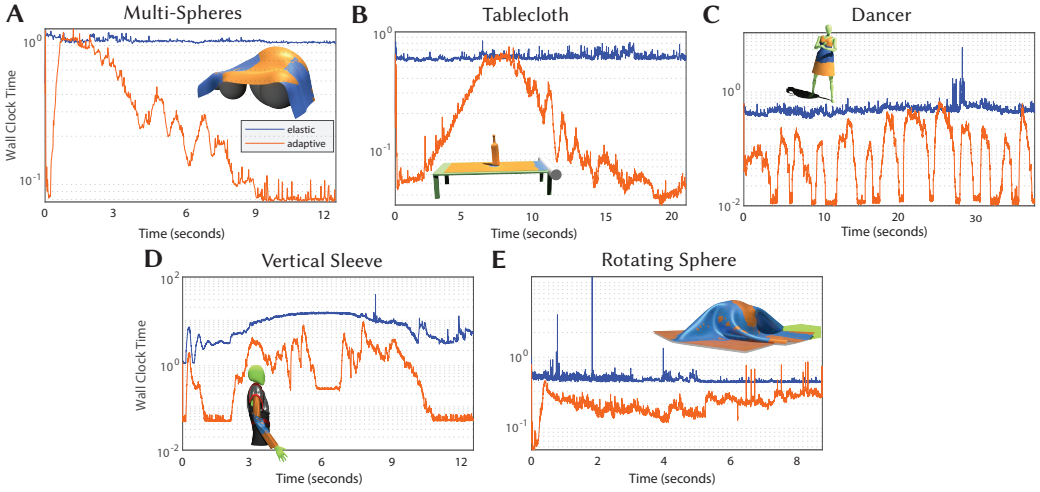 A Multi-Spheres
10^0
10^-1
Wall Clock Time
elastic
adaptive
0 3 6 9 12.5
Time (seconds)
B Tablecloth
10^0
10^-1
0 5 10 15 20 21
Time (seconds)
C Dancer
10^0
10^-2
0 10 20 30
Time (seconds)
D Vertical Sleeve
10^2
10^0
10^-2
Wall Clock Time
0 3 6 9 12.5
Time (seconds)
E Rotating Sphere
10^0
10^-1
0 2 4 6 8
Time (seconds)